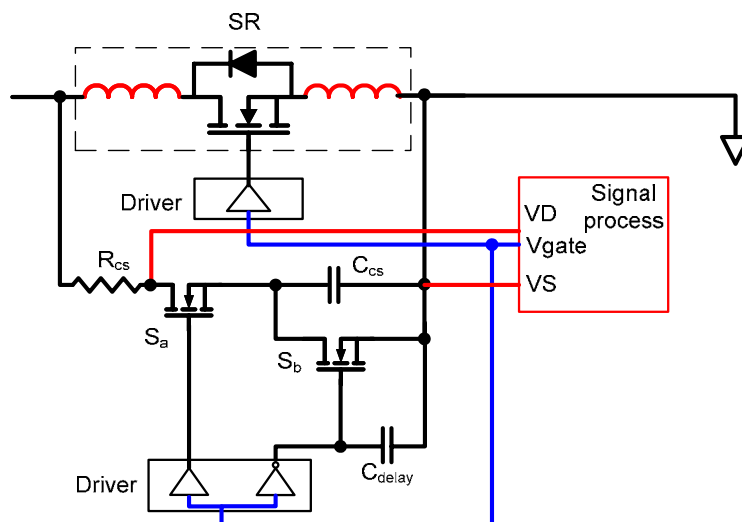 SR
Driver
Signal
process
VD
Vgate
VS
Rcs
Ccs
Sa
Sb
Cdelay
Driver